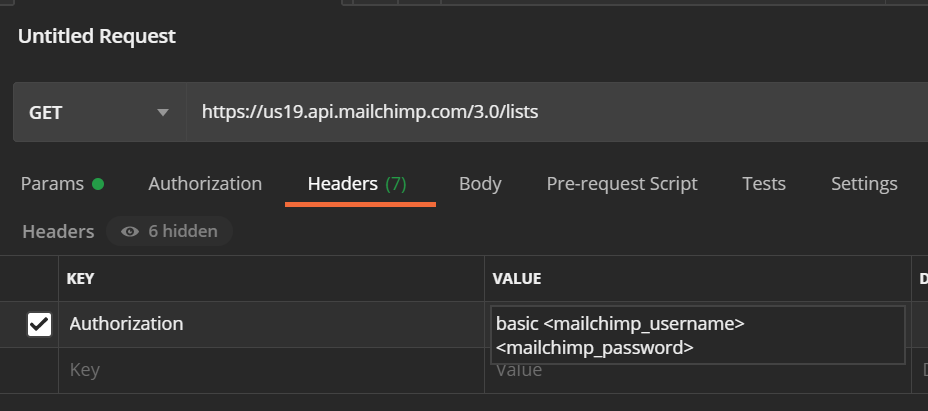 Untitled Request
GET https://us19.api.mailchimp.com/3.0/lists
Params Authorization Headers (7) Body Pre-request Script Tests Settings
Headers 6 hidden
KEY VALUE D
Authorization basic <mailchimp_username>
<mailchimp_password>
Key Value D